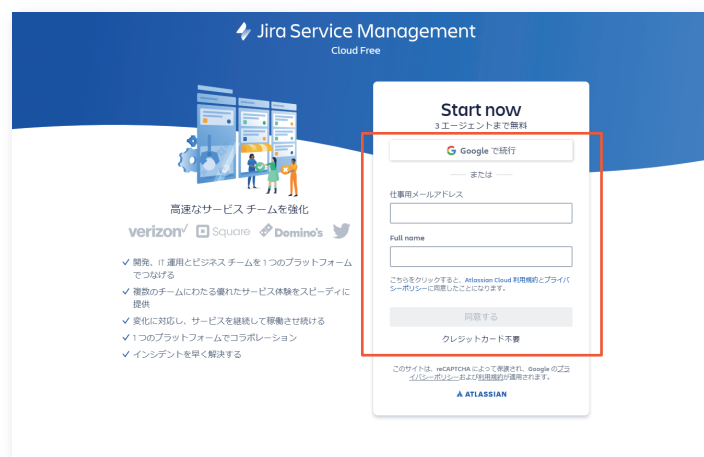 Jira Service Management
Cloud Free
高速なサービス チームを強化
verizon✓ Square Domino's
✓ 開発、IT 運用とビジネス チームを 1 つのプラットフォーム
でつなげる
✓ 複数のチームにわたる優れたサービス体験をスピーディに
提供
✓ 変化に対応し、サービスを継続して稼働させ続ける
✓ 1 つのプラットフォームでコラボレーション
✓ インシデントを早く解決する
Start now
3 エージェントまで無料
Google で続行
または
仕事用メールアドレス
Full name
こちらをクリックすると、Atlassian Cloud 利用規約とプライバ
シーポリシーに同意したことになります。
同意する
クレジットカード不要
このサイトは、reCAPTCHA によって保護され、Google のプラ
イバシーポリシーおよび利用規約が適用されます。
ATLASSIAN